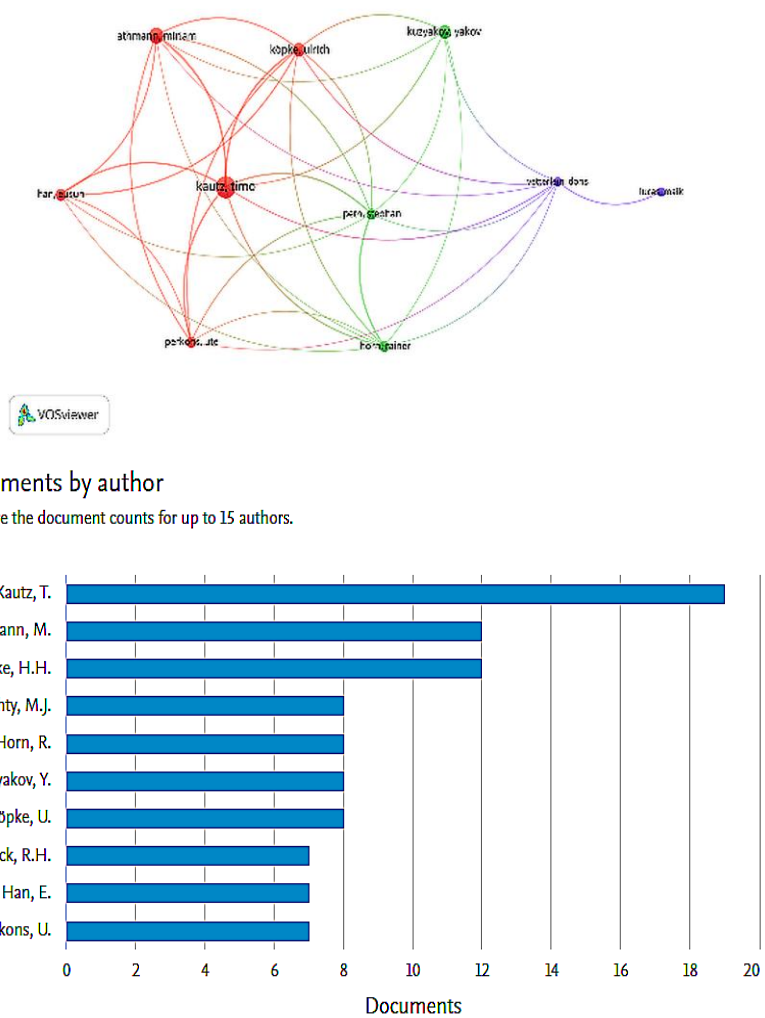 athmann, miriam
köpke, ulrich
kuzyakov, yakov
han, eusun
kautz, timo
vetterlein, doris
lucas, maik
perkons, ute
horn, rainer
VOSviewer
ments by author
e the document counts for up to 15 authors.
Kautz, T.
ann, M.
ke, H.H.
nty, M.J.
Horn, R.
yakov, Y.
öpke, U.
ck, R.H.
Han, E.
kons, U.
0 2 4 6 8 10 12 14 16 18 20
Documents